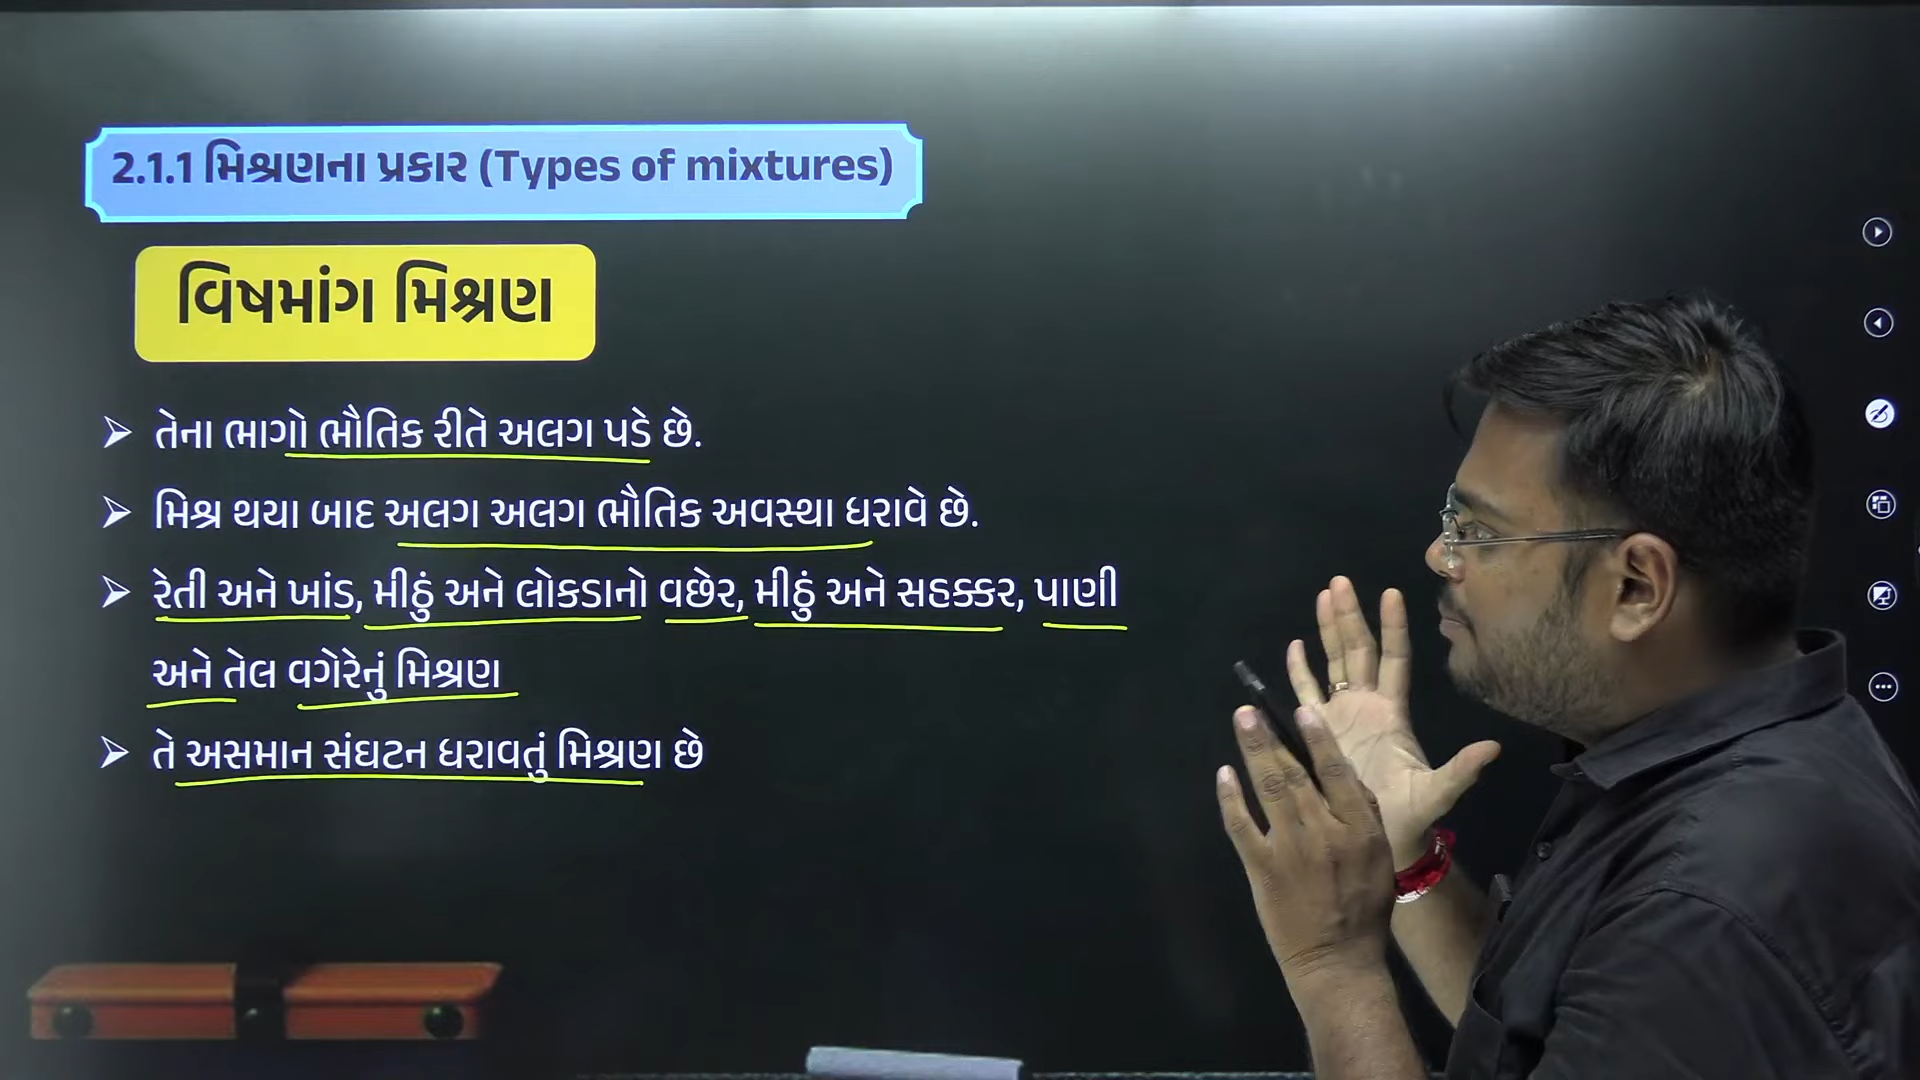 2.1.1 મિશ્રણના પ્રકાર (Types of mixtures)
વિષમાંગ મિશ્રણ
➢ તેના ભાગો ભૌતિક રીતે અલગ પડે છે.
➢ મિશ્ર થયા બાદ અલગ અલગ ભૌતિક અવસ્થા ધરાવે છે.
➢ રેતી અને ખાંડ, મીઠું અને લોકડાનો વછેર, મીઠું અને સહક્કર, પાણી
અને તેલ વગેરેનું મિશ્રણ
➢ તે અસમાન સંઘટન ધરાવતું મિશ્રણ છે